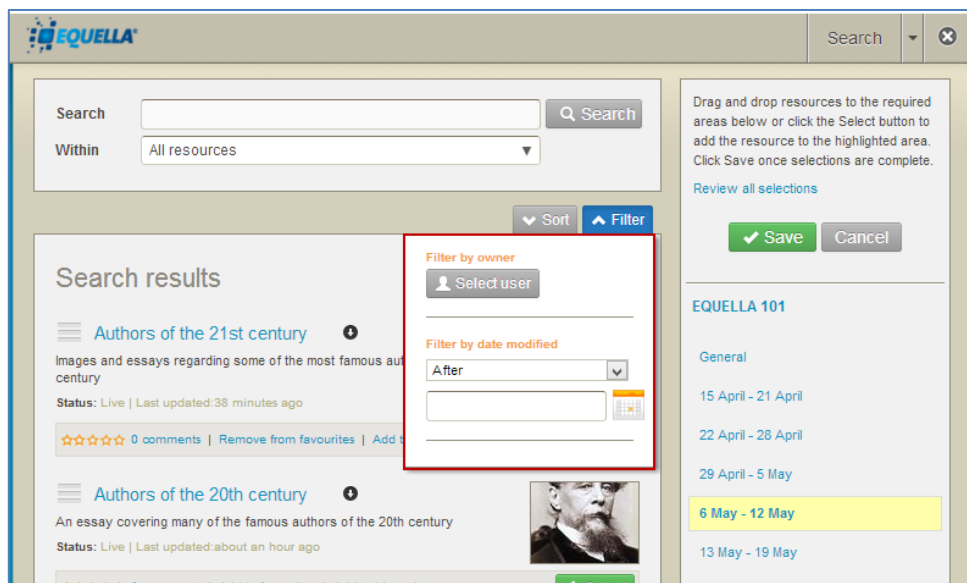 EQUELLA
Search
Search
Search
Within
All resources
Sort
Filter
Search results
Filter by owner
Select user
Filter by date modified
After
Authors of the 21st century
Images and essays regarding some of the most famous
century
Status: Live | Last updated:38 minutes ago
0 comments | Remove from favourites | Add
Authors of the 20th century
An essay covering many of the famous authors of the 20th century
Status: Live | Last updated:about an hour ago
Drag and drop resources to the required
areas below or click the Select button to
add the resource to the highlighted area.
Click Save once selections are complete.
Review all selections
Save
Cancel
EQUELLA 101
General
15 April - 21 April
22 April - 28 April
29 April - 5 May
6 May - 12 May
13 May - 19 May